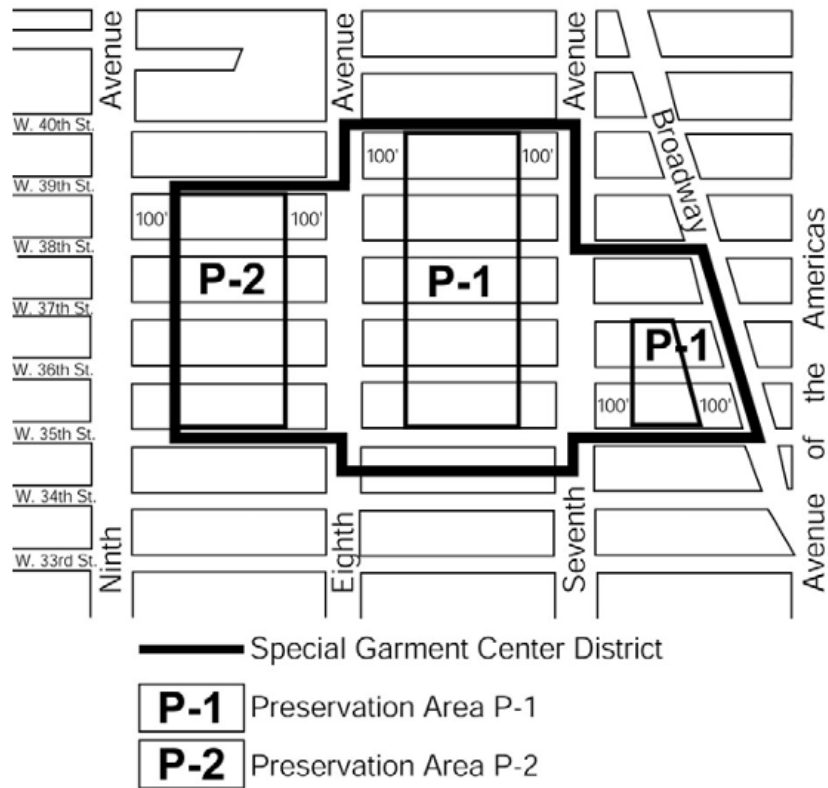 Avenue
Avenue
Avenue
W. 40th St.
Broadway
100'
100'
W. 39th St.
100'
100'
W. 38th St.
P-2
P-1
W. 37th St.
P-1
W. 36th St.
100'
100'
W. 35th St.
W. 34th St.
W. 33rd St.
Ninth
Eighth
Seventh
Avenue of the Americas
Special Garment Center District
P-1 Preservation Area P-1
P-2 Preservation Area P-2